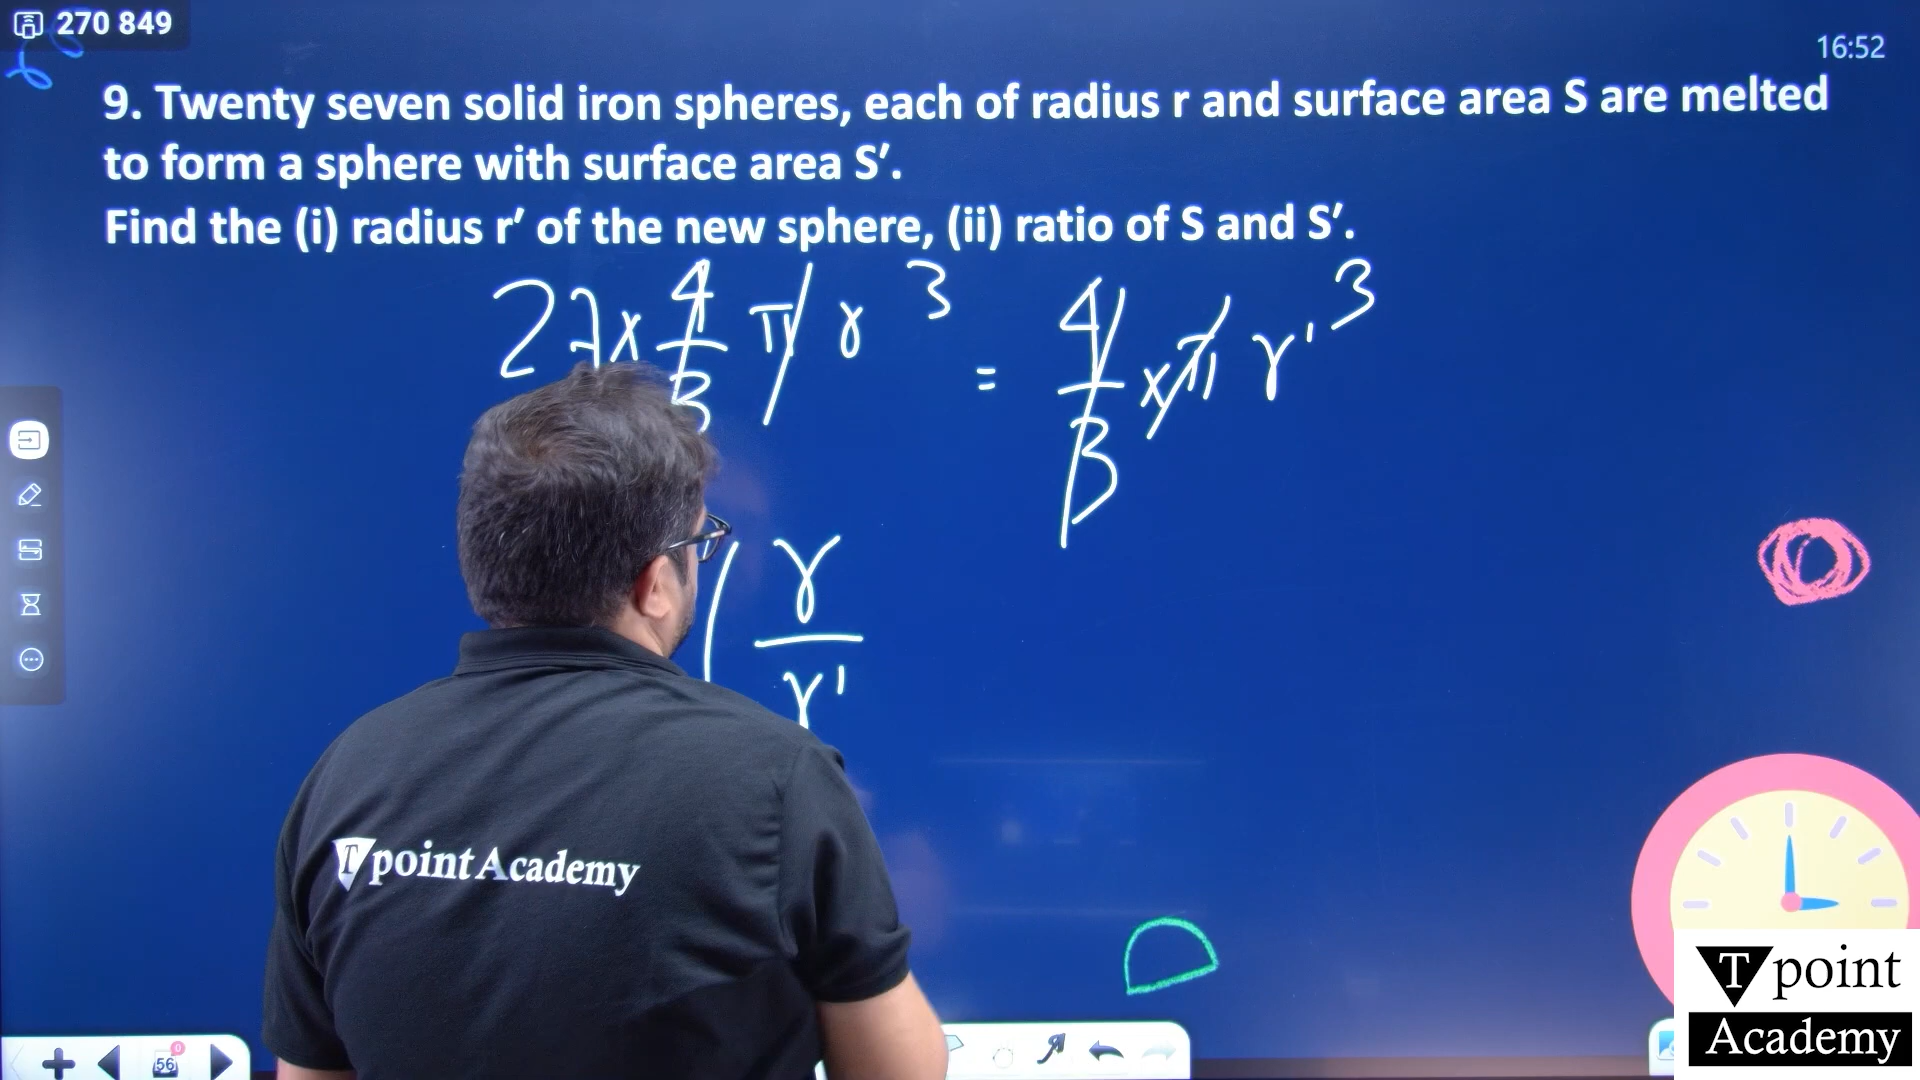 270 849
16:52
9. Twenty seven solid iron spheres, each of radius r and surface area S are melted
to form a sphere with surface area S′.
Find the (i) radius r′ of the new sphere, (ii) ratio of S and S′.
27 × 4/3 π r ³ = 4/3 × π r' ³
( r / r'
T point Academy
56
0
T point
Academy